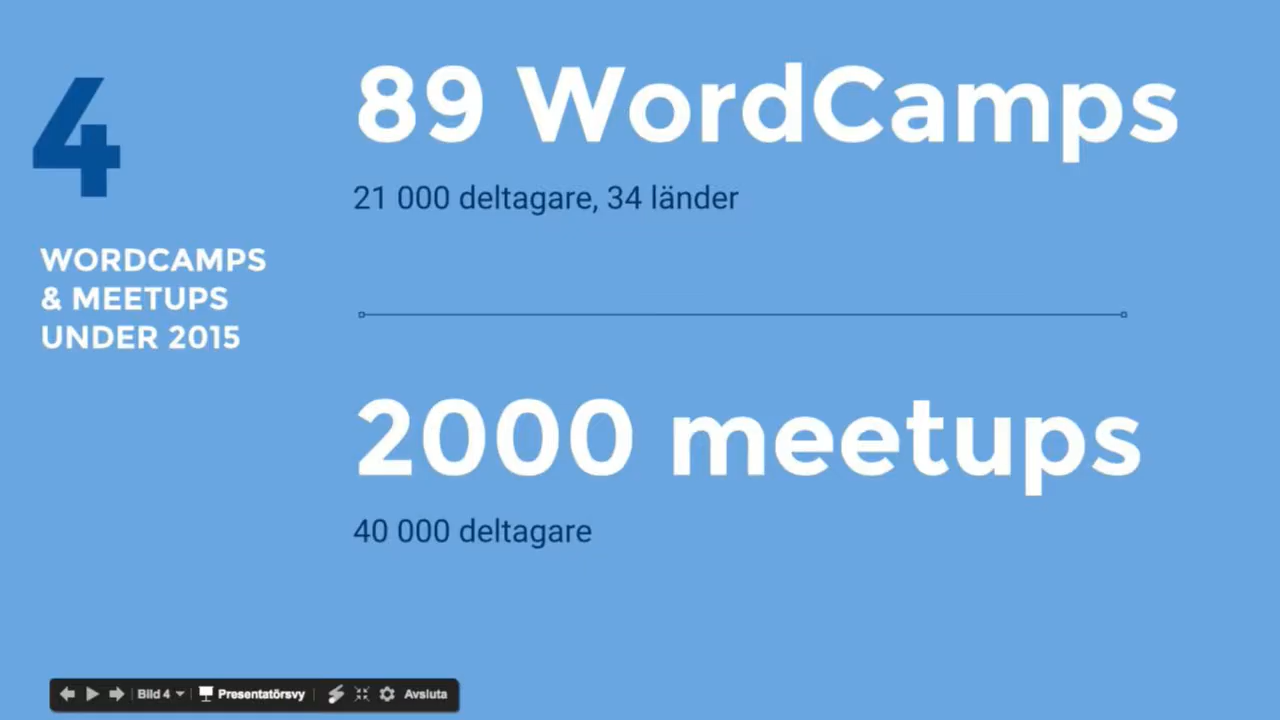 4
WORDCAMPS
& MEETUPS
UNDER 2015
89 WordCamps
21 000 deltagare, 34 länder
2000 meetups
40 000 deltagare
Bild 4 Presentatörsvy Avsluta